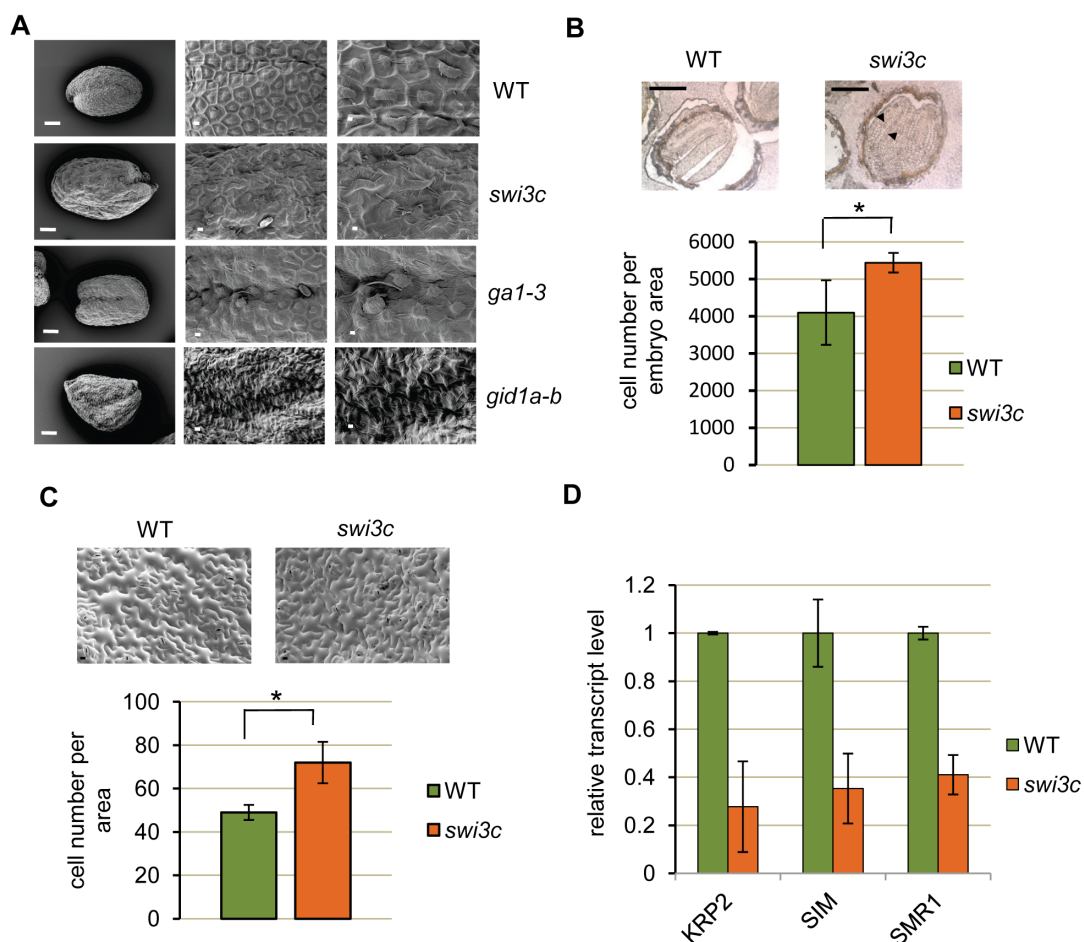 A
WT
swi3c
ga1-3
gid1a-b
B
WT swi3c
*
6000
5000
4000
3000
2000
1000
0
cell number per
embryo area
WT
swi3c
C
WT swi3c
*
100
80
60
40
20
0
cell number per
area
WT
swi3c
D
1.2
1
0.8
0.6
0.4
0.2
0
relative transcript level
KRP2 SIM SMR1
WT
swi3c